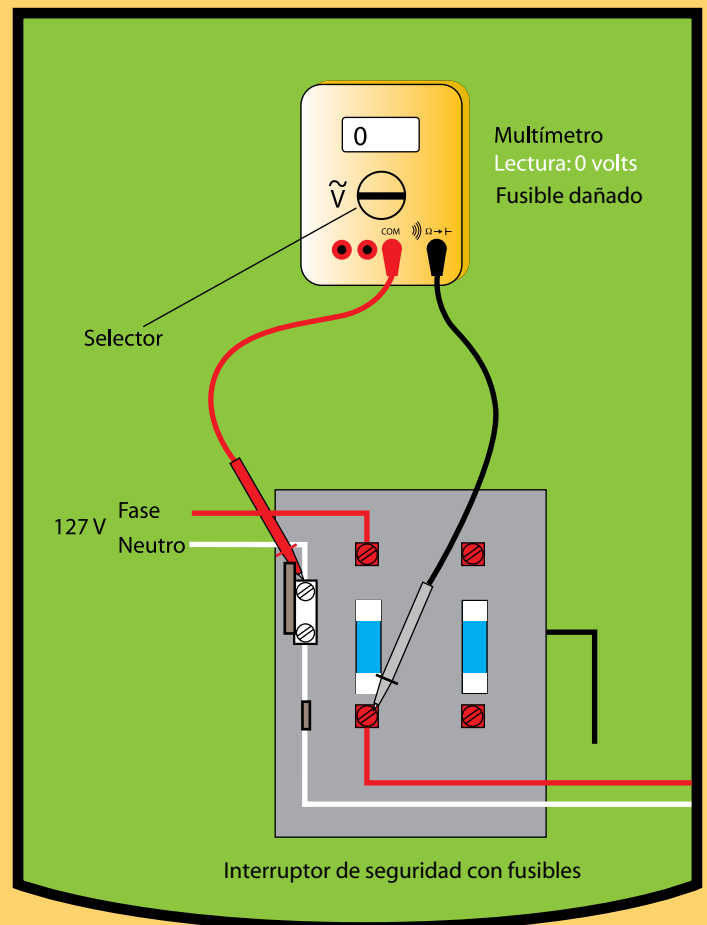 0
Multímetro
Lectura: 0 volts
Fusible dañado
Ṽ
COM
Ω
Selector
Fase
127 V
Neutro
Interruptor de seguridad con fusibles